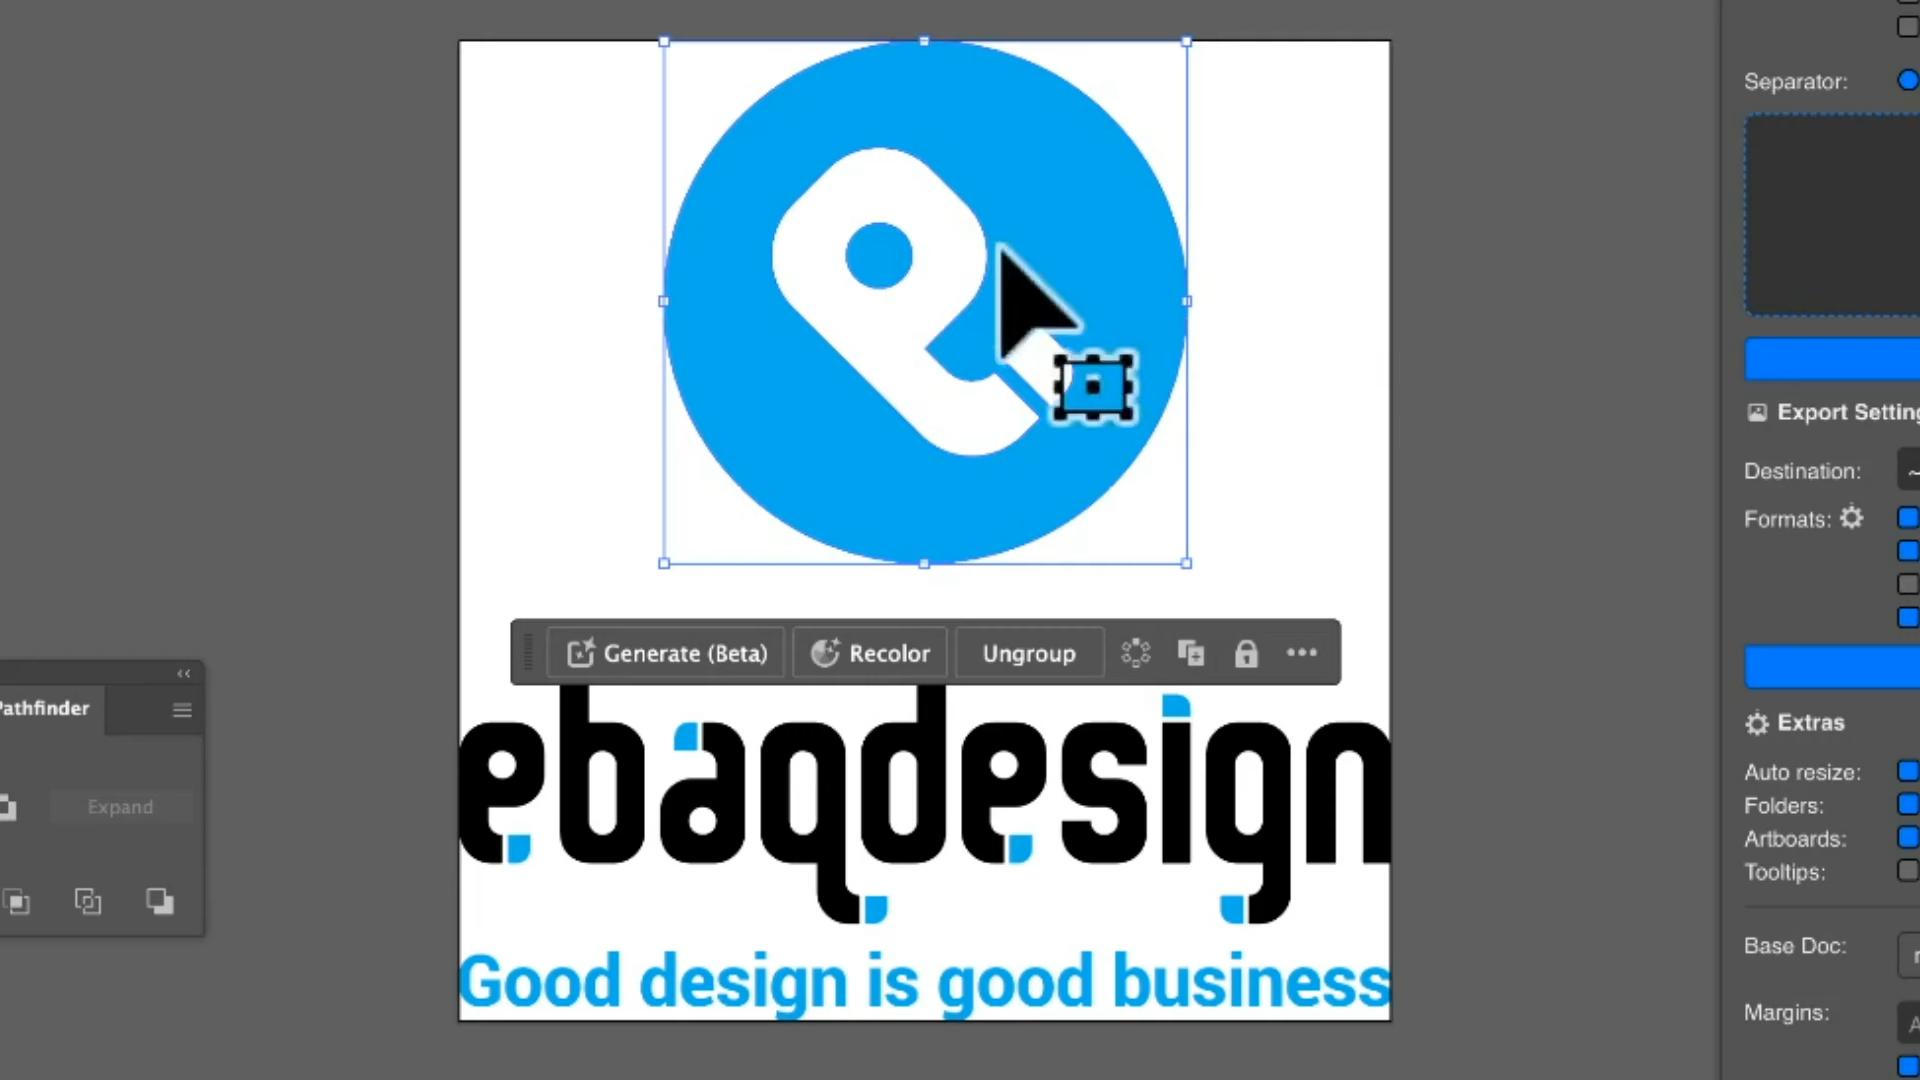 Separator:
Export Setting
Destination:
Formats:
Generate (Beta)
Recolor
Ungroup
Pathfinder
Expand
ebaqdesign
Good design is good business
Extras
Auto resize:
Folders:
Artboards:
Tooltips:
Base Doc:
Margins: